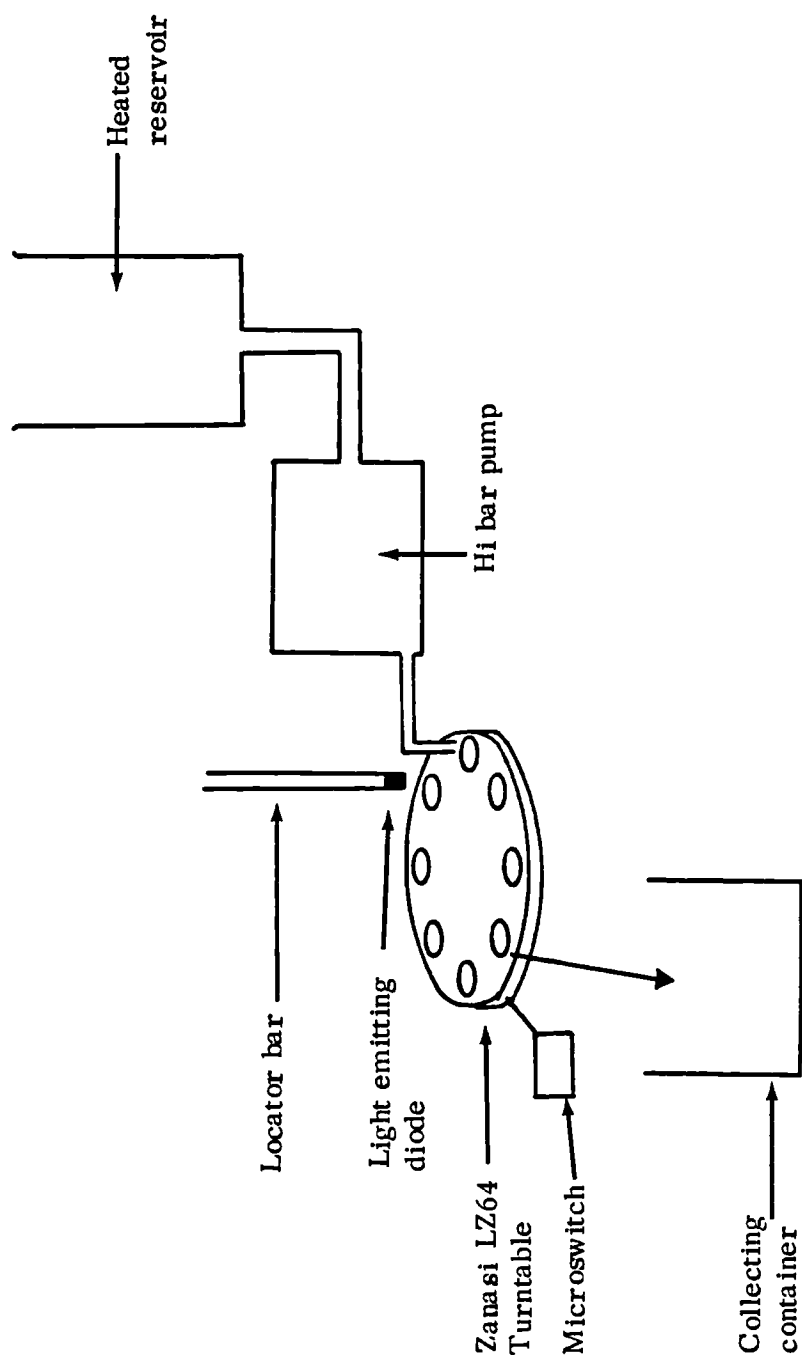 Heated
reservoir
Hi bar pump
Locator bar
Light emitting
diode
Zanasi LZ64
Turntable
Microswitch
Collecting
container